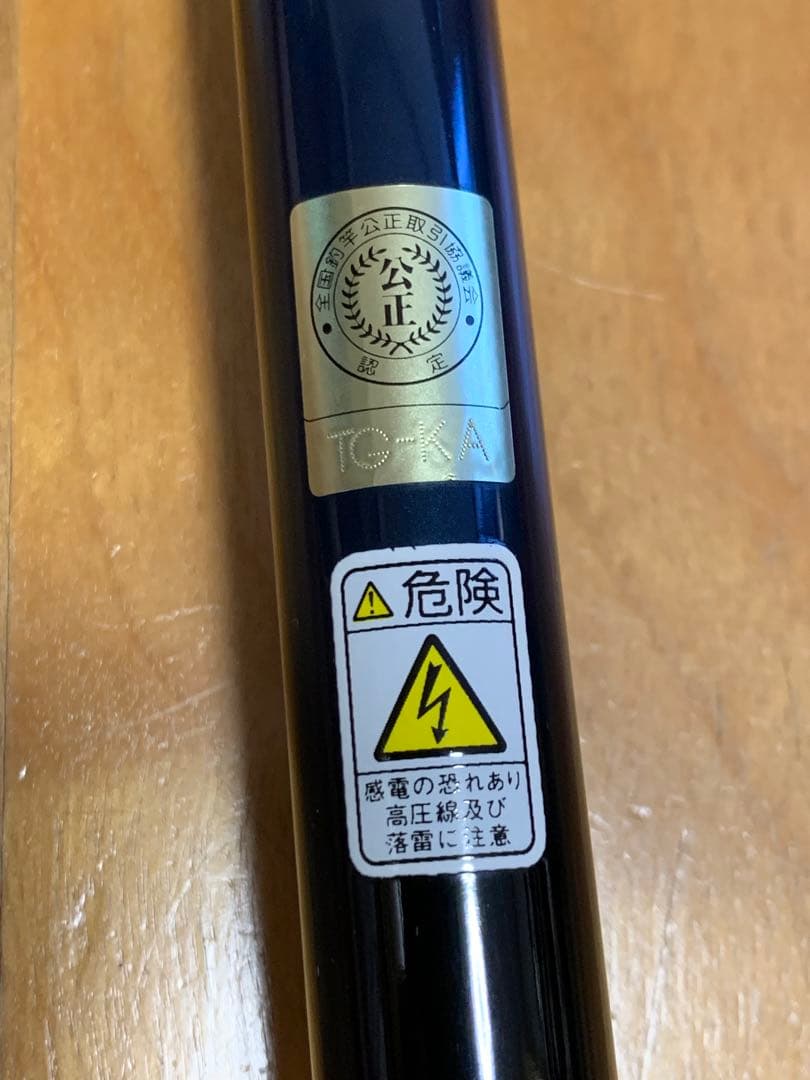 全国釣竿公正取引協議会
公正
認定
TG-KA
危険
感電の恐れあり
高圧線及び
落雷に注意